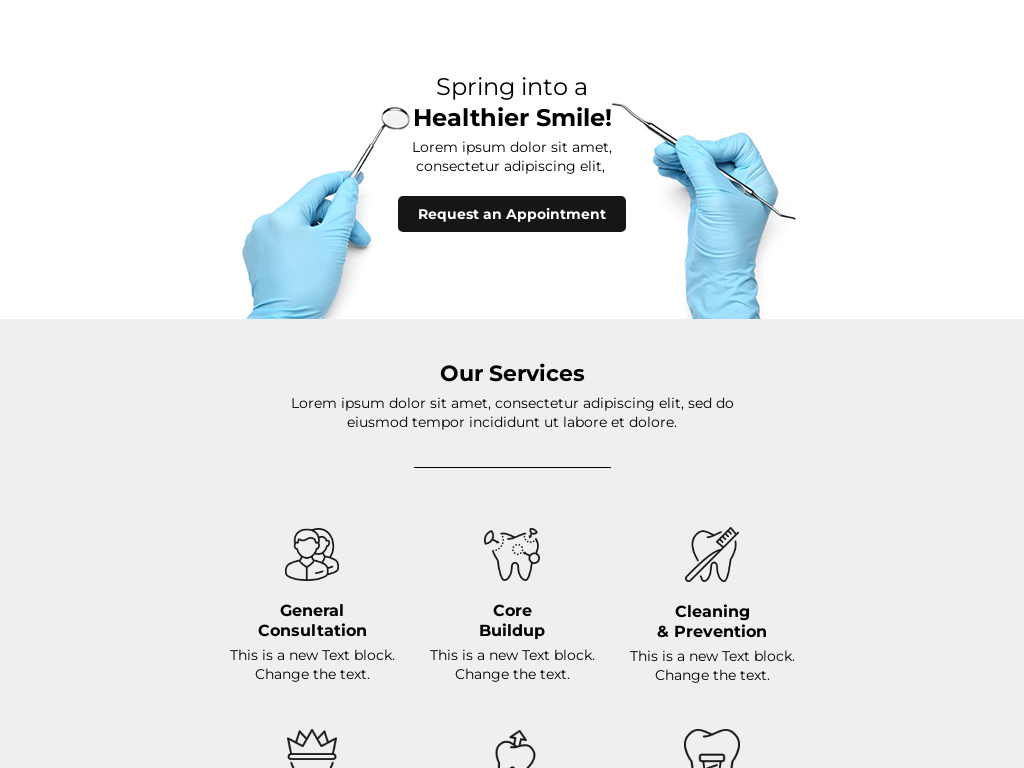 Spring into a
Healthier Smile!
Lorem ipsum dolor sit amet,
consectetur adipiscing elit,
Request an Appointment
Our Services
Lorem ipsum dolor sit amet, consectetur adipiscing elit, sed do
eiusmod tempor incididunt ut labore et dolore.
General
Consultation
This is a new Text block.
Change the text.
Core
Buildup
This is a new Text block.
Change the text.
Cleaning
& Prevention
This is a new Text block.
Change the text.